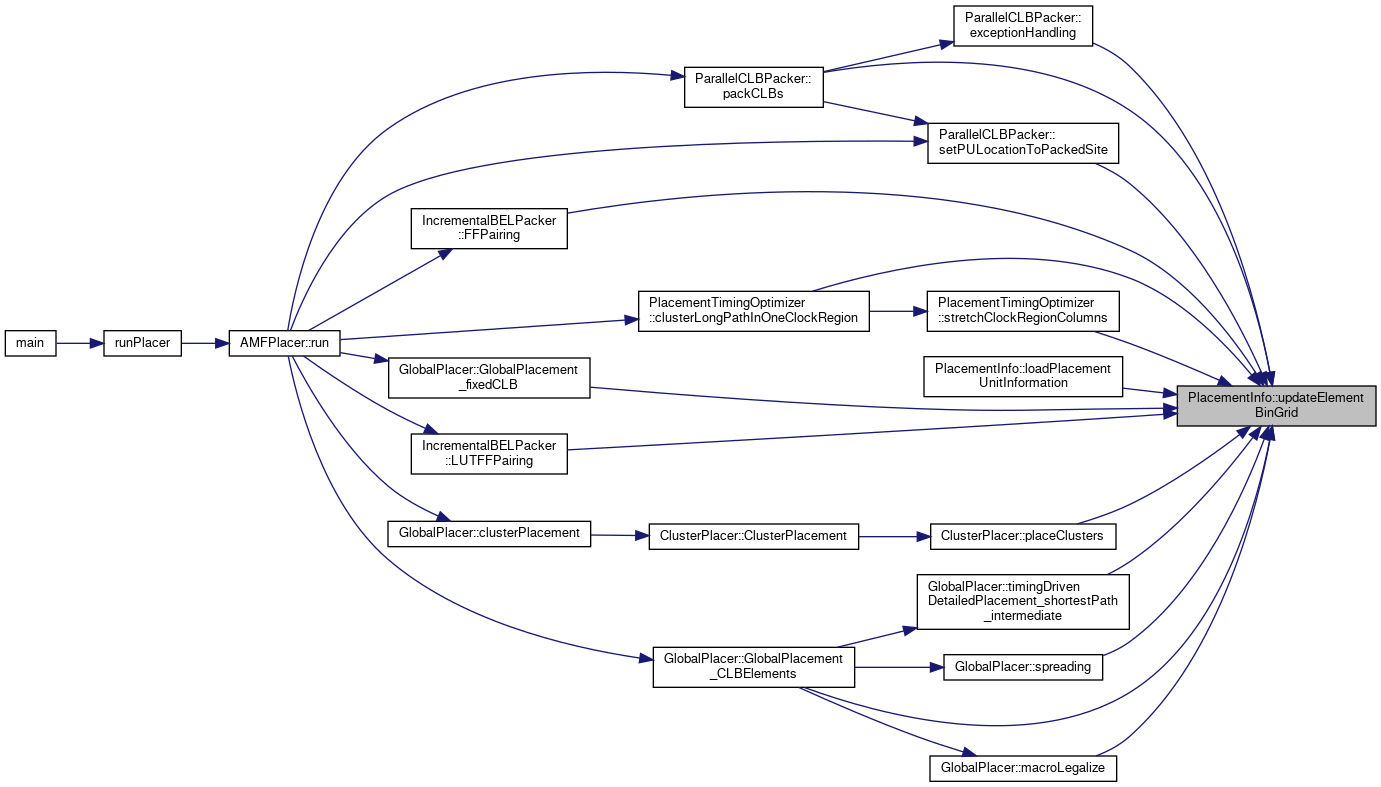 ParallelCLBPacker::
exceptionHandling
ParallelCLBPacker::
packCLBs
ParallelCLBPacker::
setPULocationToPackedSite
IncrementalBELPacker
::FFPairing
PlacementTimingOptimizer
::clusterLongPathInOneClockRegion
PlacementTimingOptimizer
::stretchClockRegionColumns
main
runPlacer
AMFPlacer::run
GlobalPlacer::GlobalPlacement
_fixedCLB
PlacementInfo::loadPlacement
UnitInformation
PlacementInfo::updateElement
BinGrid
IncrementalBELPacker
::LUTFFPairing
GlobalPlacer::clusterPlacement
ClusterPlacer::ClusterPlacement
ClusterPlacer::placeClusters
GlobalPlacer::timingDriven
DetailedPlacement_shortestPath
_intermediate
GlobalPlacer::GlobalPlacement
_CLBElements
GlobalPlacer::spreading
GlobalPlacer::macroLegalize